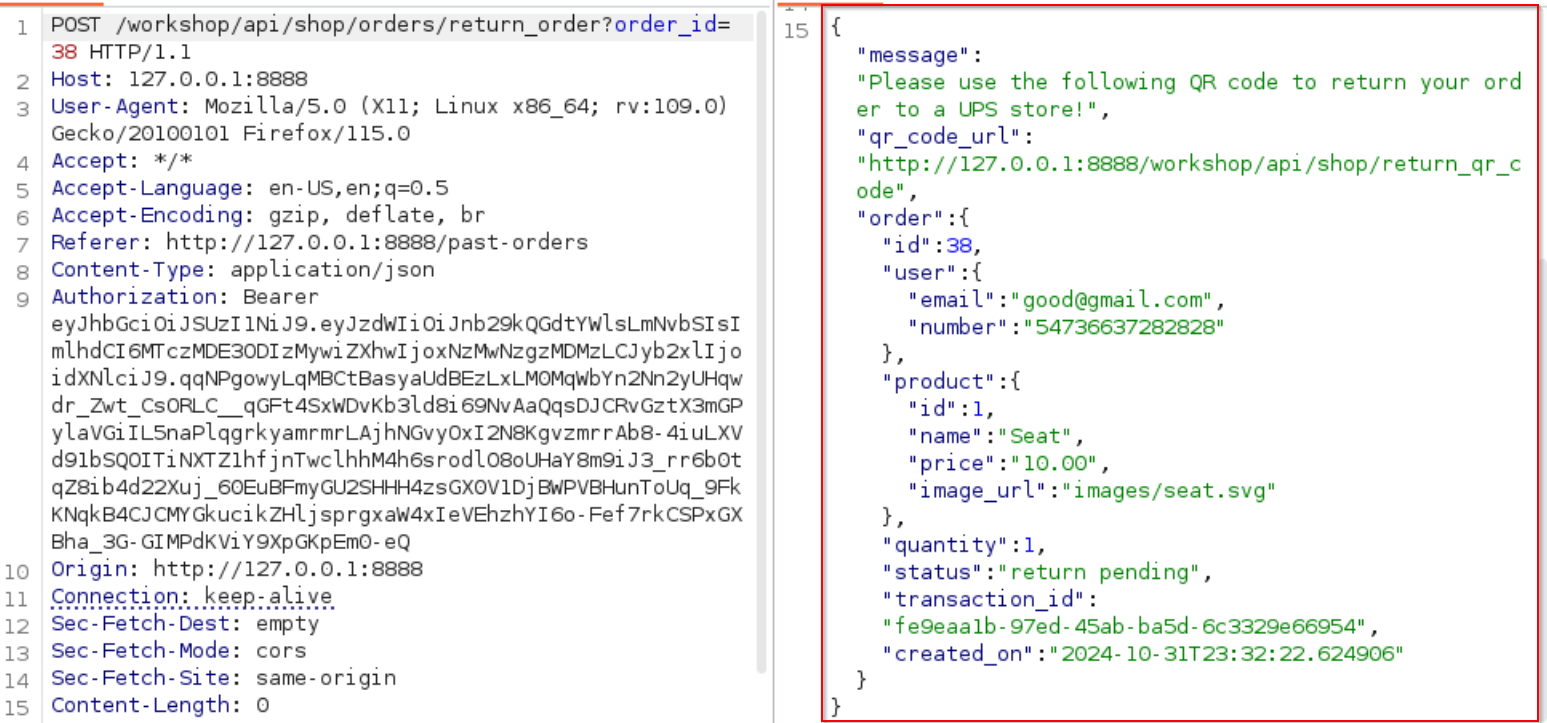 1 POST /workshop/api/shop/orders/return_order?order_id=
38 HTTP/1.1
2 Host: 127.0.0.1:8888
3 User-Agent: Mozilla/5.0 (X11; Linux x86_64; rv:109.0)
Gecko/20100101 Firefox/115.0
4 Accept: */*
5 Accept-Language: en-US,en;q=0.5
6 Accept-Encoding: gzip, deflate, br
7 Referer: http://127.0.0.1:8888/past-orders
8 Content-Type: application/json
9 Authorization: Bearer
eyJhbGciOiJSUzI1NiJ9.eyJzdWIiOiJnb29kQGdtYWlsLmNvbSIsI
mlhdCI6MTczMDE3ODIzMywiZXhwIjoxNzMwNzgzMDMzLCJyb2xlIjo
idXNlciJ9.qqNPgowyLqMBCtBasyaUdBEzLxLM0MqWbYn2Nn2yUHqw
dr_Zwt_CsORLC__qGFt4SxWDvKb3ld8i69NvAaQqsDJCRvGztX3mGP
ylaVGiIL5naPlqgrkyamrmrLAjhNGvyOxI2N8KgvzmrrAb8-4iuLXV
d91bSQOITiNXTZ1hfjnTwclhhM4h6srodlO8oUHaY8m9iJ3_rr6b0t
qZ8ib4d22Xuj_60EuBFmyGU2SHHH4zsGX0V1DjBWPVBHunToUq_9Fk
KNqkB4CJCMYGkucikZHljsprgxaW4xIeVEhzhYI6o-Fef7rkCSPxGX
Bha_3G-GIMPdKViY9XpGKpEm0-eQ
10 Origin: http://127.0.0.1:8888
11 Connection: keep-alive
12 Sec-Fetch-Dest: empty
13 Sec-Fetch-Mode: cors
14 Sec-Fetch-Site: same-origin
15 Content-Length: 0
15 {
"message":
"Please use the following QR code to return your ord
er to a UPS store!",
"qr_code_url":
"http://127.0.0.1:8888/workshop/api/shop/return_qr_c
ode",
"order":{
"id":38,
"user":{
"email":"good@gmail.com",
"number":"54736637282828"
},
"product":{
"id":1,
"name":"Seat",
"price":"10.00",
"image_url":"images/seat.svg"
},
"quantity":1,
"status":"return pending",
"transaction_id":
"fe9eaa1b-97ed-45ab-ba5d-6c3329e66954",
"created_on":"2024-10-31T23:32:22.624906"
}
}